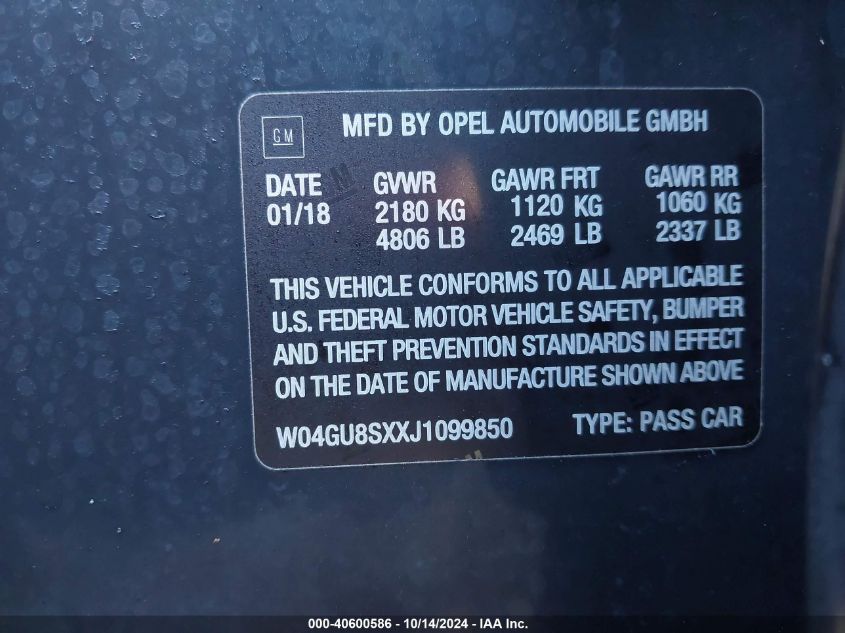 GM MFD BY OPEL AUTOMOBILE GMBH
DATE GVWR GAWR FRT GAWR RR
01/18 2180 KG 1120 KG 1060 KG
4806 LB 2469 LB 2337 LB
THIS VEHICLE CONFORMS TO ALL APPLICABLE
U.S. FEDERAL MOTOR VEHICLE SAFETY, BUMPER
AND THEFT PREVENTION STANDARDS IN EFFECT
ON THE DATE OF MANUFACTURE SHOWN ABOVE
W04GU8SXXJ1099850 TYPE: PASS CAR
000-40600586 - 10/14/2024 - IAA Inc.